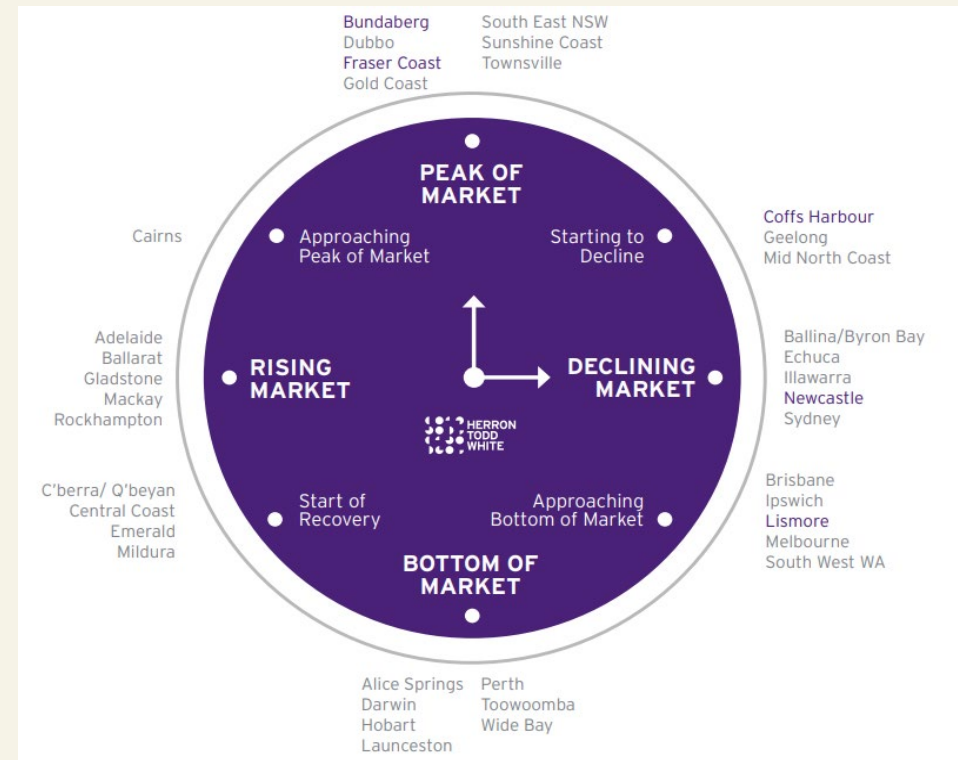 Bundaberg
Dubbo
Fraser Coast
Gold Coast
South East NSW
Sunshine Coast
Townsville
PEAK OF
MARKET
Cairns
Approaching
Peak of Market
Starting to
Decline
Coffs Harbour
Geelong
Mid North Coast
Adelaide
Ballarat
Gladstone
Mackay
Rockhampton
RISING
MARKET
DECLINING
MARKET
Ballina/Byron Bay
Echuca
Illawarra
Newcastle
Sydney
HERRON
TODD
WHITE
C'berra/ Q'beyan
Central Coast
Emerald
Mildura
Start of
Recovery
Approaching
Bottom of Market
Brisbane
Ipswich
Lismore
Melbourne
South West WA
BOTTOM OF
MARKET
Alice Springs
Darwin
Hobart
Launceston
Perth
Toowoomba
Wide Bay